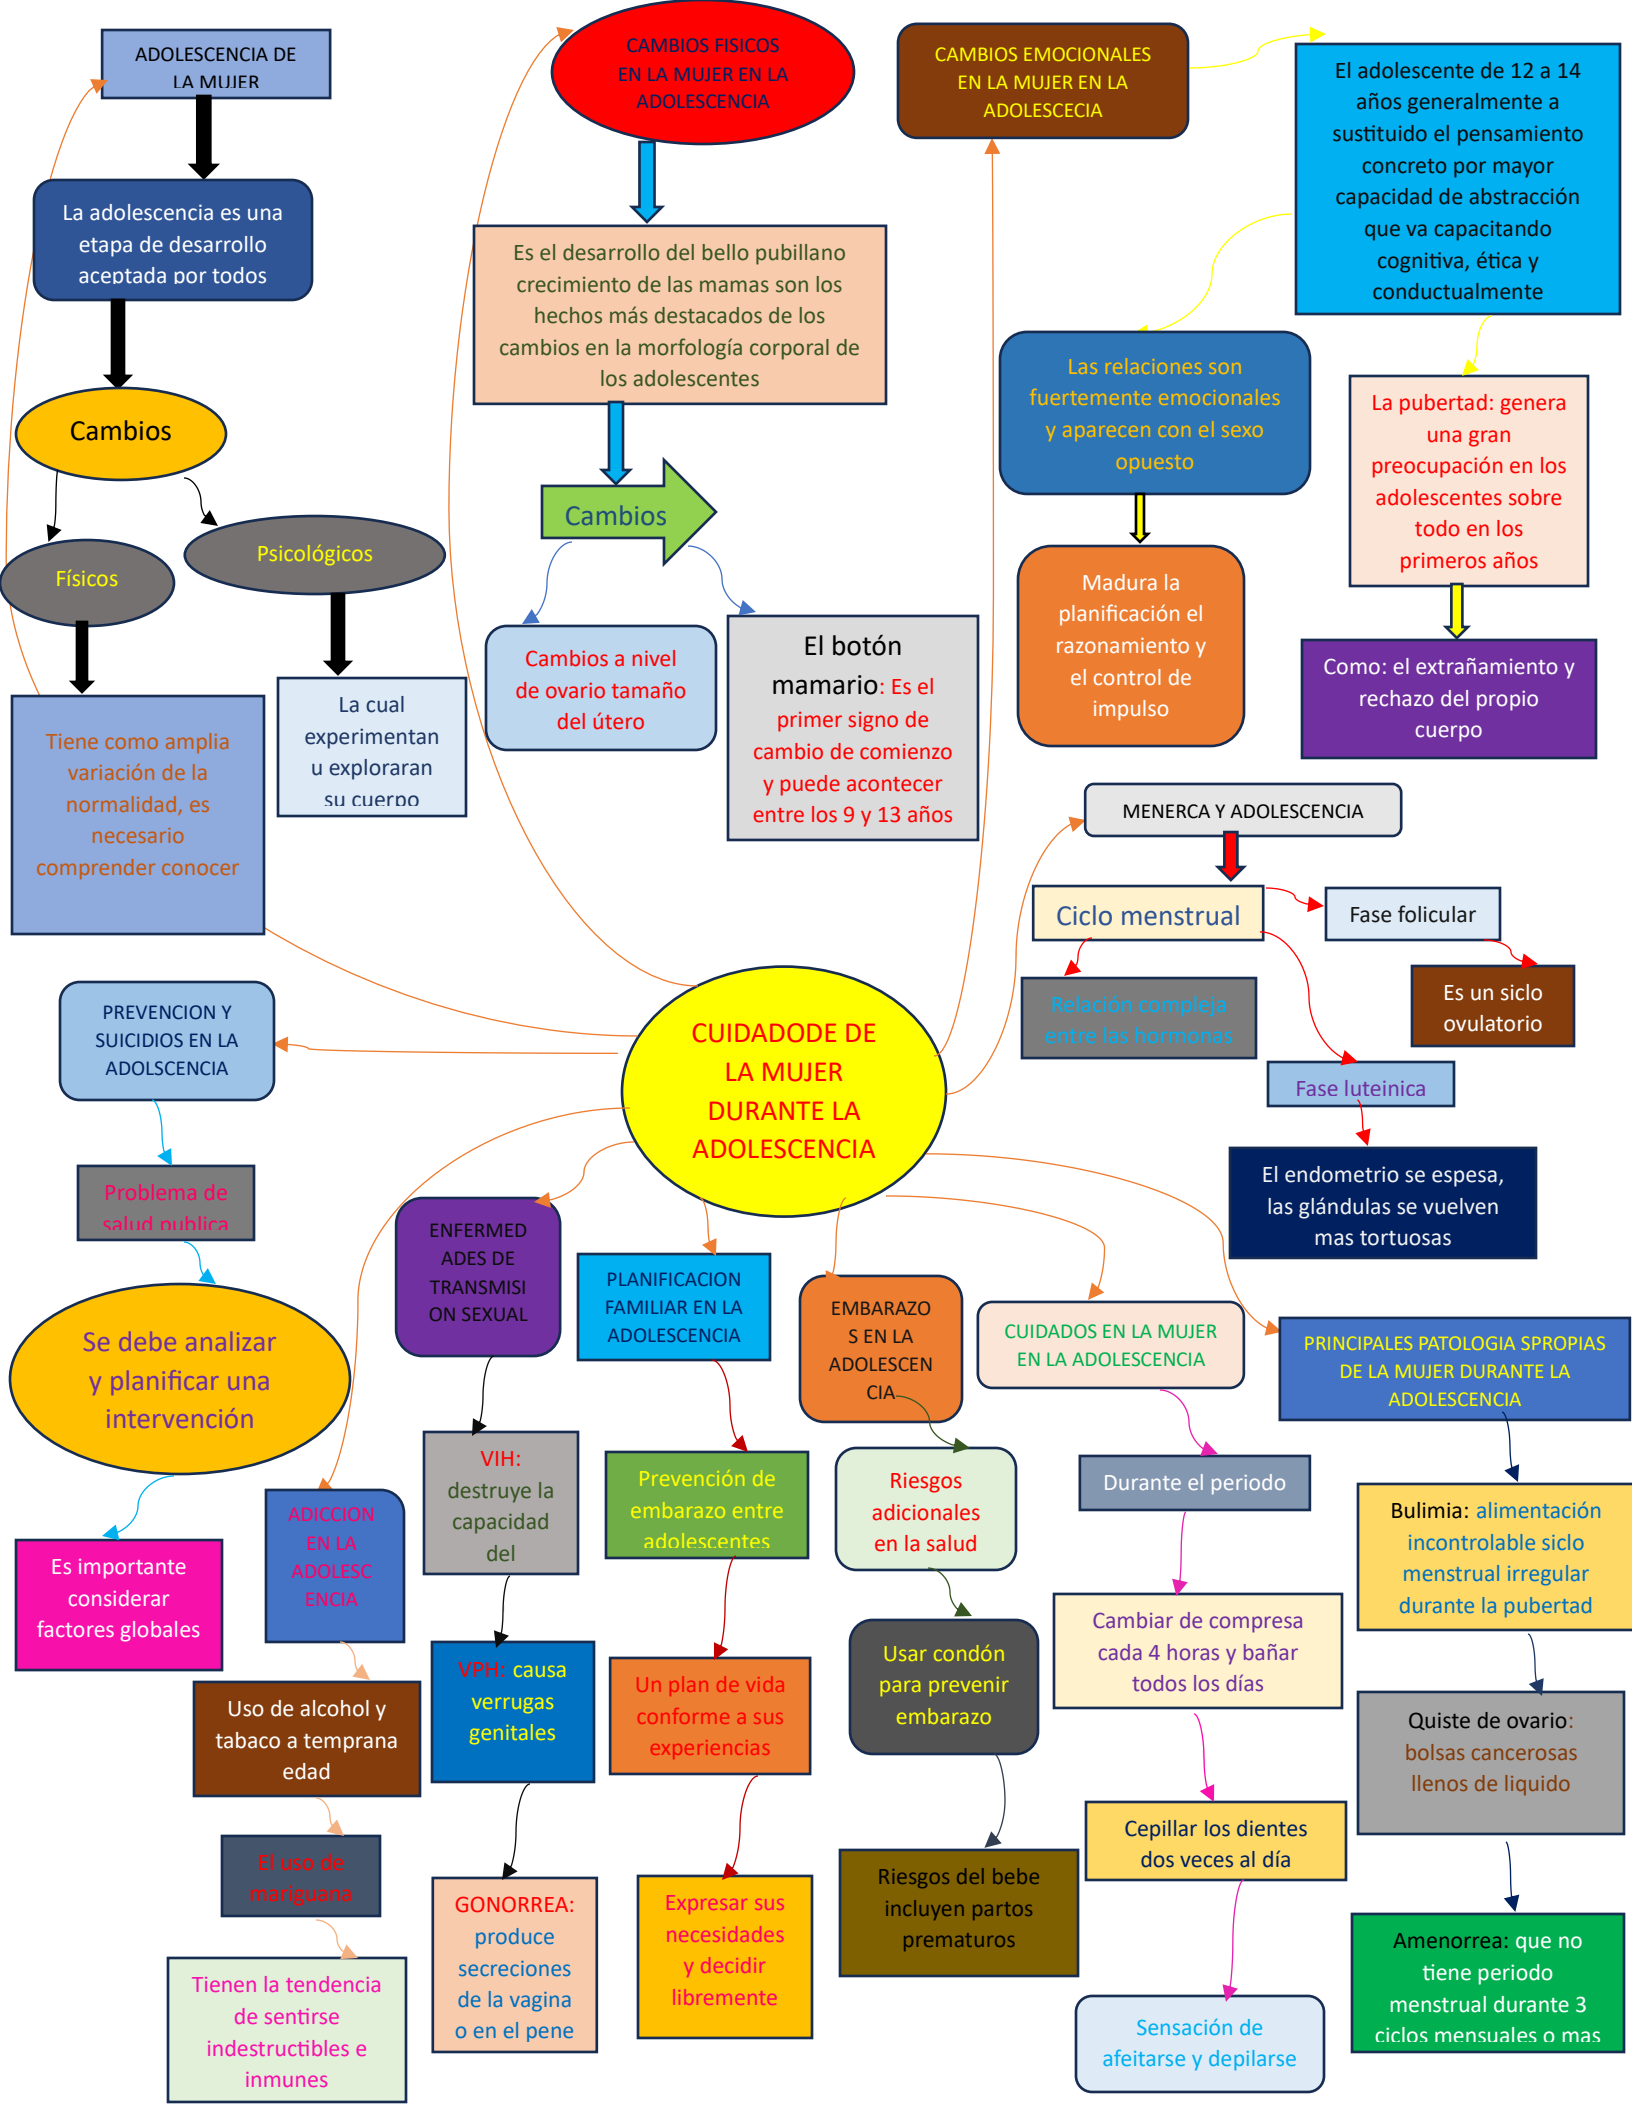 ADOLESCENCIA DE
LA MUJER
La adolescencia es una
etapa de desarrollo
aceptada por todos
Cambios
Físicos
Psicológicos
Tiene como amplia
variación de la
normalidad, es
necesario
comprender conocer
La cual
experimentan
u exploraran
su cuerpo
CAMBIOS FISICOS
EN LA MUJER EN LA
ADOLESCENCIA
Es el desarrollo del bello pubillano
crecimiento de las mamas son los
hechos más destacados de los
cambios en la morfología corporal de
los adolescentes
Cambios
Cambios a nivel
de ovario tamaño
del útero
El botón
mamario: Es el
primer signo de
cambio de comienzo
y puede acontecer
entre los 9 y 13 años
CAMBIOS EMOCIONALES
EN LA MUJER EN LA
ADOLESCECIA
El adolescente de 12 a 14
años generalmente a
sustituido el pensamiento
concreto por mayor
capacidad de abstracción
que va capacitando
cognitiva, ética y
conductualmente
Las relaciones son
fuertemente emocionales
y aparecen con el sexo
opuesto
Madura la
planificación el
razonamiento y
el control de
impulso
La pubertad: genera
una gran
preocupación en los
adolescentes sobre
todo en los
primeros años
Como: el extrañamiento y
rechazo del propio
cuerpo
MENERCA Y ADOLESCENCIA
Ciclo menstrual
Fase folicular
Es un siclo
ovulatorio
Relación compleja
entre las hormonas
Fase luteinica
El endometrio se espesa,
las glándulas se vuelven
mas tortuosas
CUIDADODE DE
LA MUJER
DURANTE LA
ADOLESCENCIA
PREVENCION Y
SUICIDIOS EN LA
ADOLSCENCIA
Problema de
salud publica
Se debe analizar
y planificar una
intervención
Es importante
considerar
factores globales
ADICCION
EN LA
ADOLESC
ENCIA
Uso de alcohol y
tabaco a temprana
edad
El uso de
mariguana
Tienen la tendencia
de sentirse
indestructibles e
inmunes
ENFERMED
ADES DE
TRANSMISI
ON SEXUAL
VIH:
destruye la
capacidad
del
VPH: causa
verrugas
genitales
GONORREA:
produce
secreciones
de la vagina
o en el pene
PLANIFICACION
FAMILIAR EN LA
ADOLESCENCIA
Prevención de
embarazo entre
adolescentes
Un plan de vida
conforme a sus
experiencias
Expresar sus
necesidades
y decidir
libremente
EMBARAZO
S EN LA
ADOLESCEN
CIA
Riesgos
adicionales
en la salud
Usar condón
para prevenir
embarazo
Riesgos del bebe
incluyen partos
prematuros
CUIDADOS EN LA MUJER
EN LA ADOLESCENCIA
Durante el periodo
Cambiar de compresa
cada 4 horas y bañar
todos los días
Cepillar los dientes
dos veces al día
Sensación de
afeitarse y depilarse
PRINCIPALES PATOLOGIA SPROPIAS
DE LA MUJER DURANTE LA
ADOLESCENCIA
Bulimia: alimentación
incontrolable siclo
menstrual irregular
durante la pubertad
Quiste de ovario:
bolsas cancerosas
llenos de liquido
Amenorrea: que no
tiene periodo
menstrual durante 3
ciclos mensuales o mas